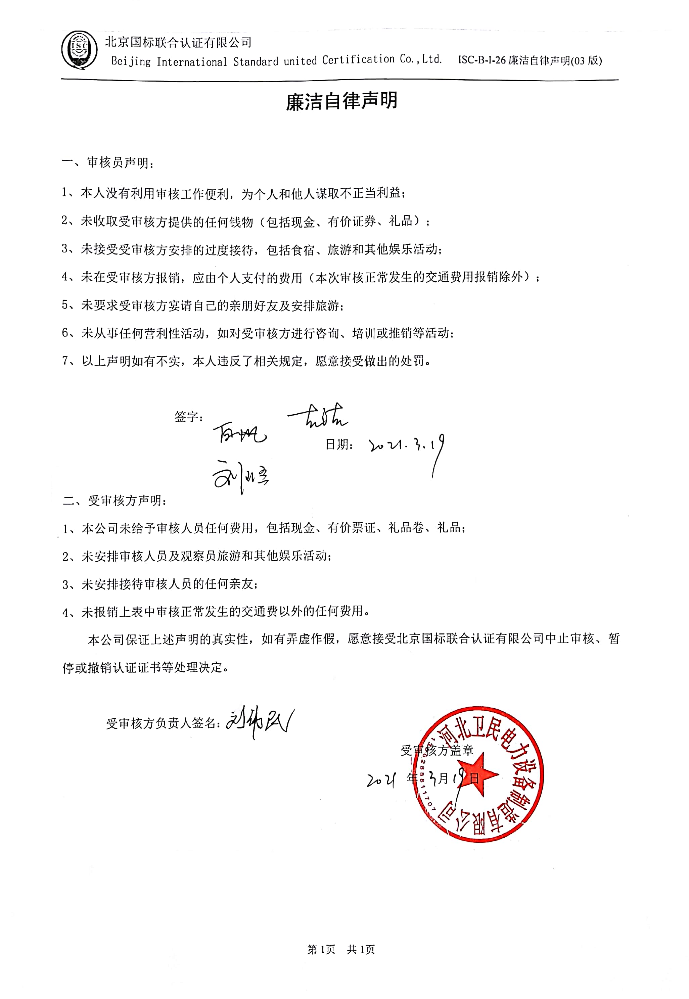 ISC
北京国标联合认证有限公司
Beijing International Standard united Certification Co.,Ltd. ISC-B-I-26 廉洁自律声明(03 版)
廉洁自律声明
一、审核员声明：
1、本人没有利用审核工作便利，为个人和他人谋取不正当利益；
2、未收取受审核方提供的任何钱物（包括现金、有价证券、礼品）；
3、未接受受审核方安排的过度接待，包括食宿、旅游和其他娱乐活动；
4、未在受审核方报销，应由个人支付的费用（本次审核正常发生的交通费用报销除外）；
5、未要求受审核方宴请自己的亲朋好友及安排旅游；
6、未从事任何营利性活动，如对受审核方进行咨询、培训或推销等活动；
7、以上声明如有不实，本人违反了相关规定，愿意接受做出的处罚。
签字：
日期： 2021.3.19
二、受审核方声明：
1、本公司未给予审核人员任何费用，包括现金、有价票证、礼品卷、礼品；
2、未安排审核人员及观察员旅游和其他娱乐活动；
3、未安排接待审核人员的任何亲友；
4、未报销上表中审核正常发生的交通费以外的任何费用。
本公司保证上述声明的真实性，如有弄虚作假，愿意接受北京国标联合认证有限公司中止审核、暂
停或撤销认证证书等处理决定。
受审核方负责人签名：刘伟民
河北卫民电力设备制造有限公司
受审核方盖章
2021 年 3月19日
第1页 共1页